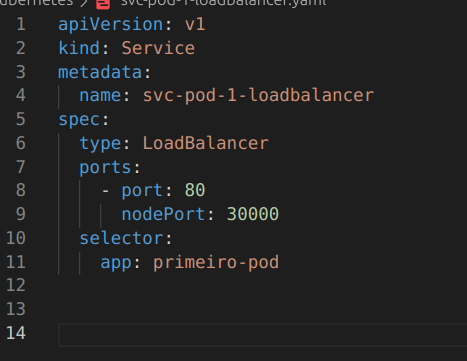 svc-pod-1-loadbalancer.yaml
1 apiVersion: v1
2 kind: Service
3 metadata:
4   name: svc-pod-1-loadbalancer
5 spec:
6   type: LoadBalancer
7   ports:
8     - port: 80
9       nodePort: 30000
10   selector:
11     app: primeiro-pod
12
13
14